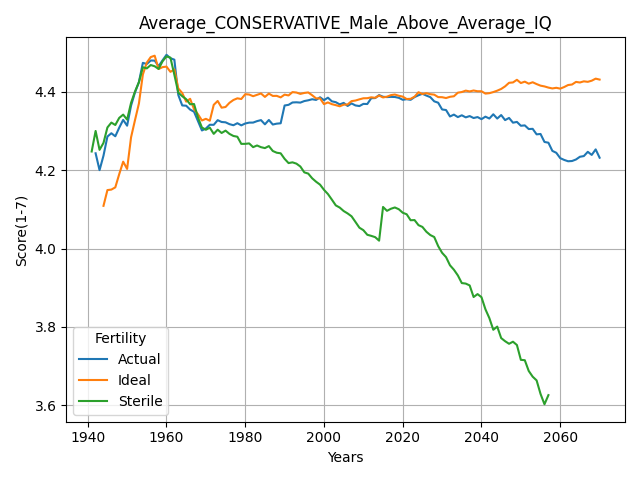 Average_CONSERVATIVE_Male_Above_Average_IQ
Score(1-7)
4.4
4.2
4.0
3.8
3.6
Fertility
Actual
Ideal
Sterile
1940 1960 1980 2000 2020 2040 2060
Years